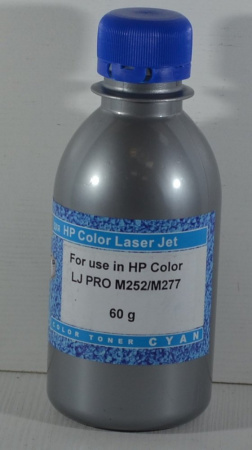 HP Color Laser Jet
For use in HP Color
LJ PRO M252/M277
60 g
COLOR TONER CYAN